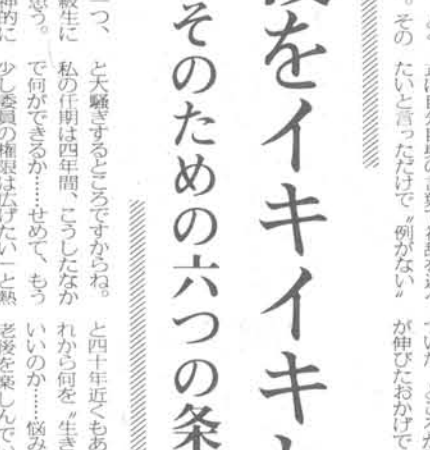 。その
たいと言っただけで〝例がない〟
が伸びたおかげで
をイキイキ
そのための六つの条
一つ、
級生に
思う。
神的に
と大騒ぎするところですからね。
私の任期は四年間、こうしたなか
で何ができるか……せめて、もう
少し委員の権限は広げたい」と熱
と四十年近くもあ
れから何を〝生き
いいのか……悩み
老後を楽しんで、